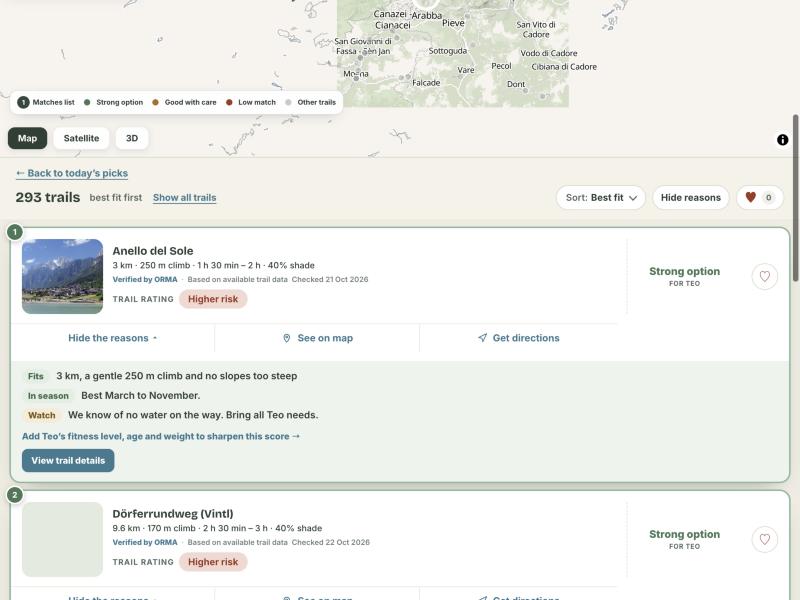 Canazei - Cianacei
Arabba
Pieve
San Vito di Cadore
San Giovanni di Fassa - Sèn Jan
Sottoguda
Vodo di Cadore
Moena
Vare
Pecol
Cibiana di Cadore
Falcade
Dont
1 Matches list
Strong option
Good with care
Low match
Other trails
Map
Satellite
3D
← Back to today's picks
293 trails best fit first Show all trails
Sort: Best fit
Hide reasons
0
1
Anello del Sole
3 km · 250 m climb · 1 h 30 min – 2 h · 40% shade
Verified by ORMA · Based on available trail data Checked 21 Oct 2026
TRAIL RATING Higher risk
Strong option
FOR TEO
Hide the reasons
See on map
Get directions
Fits 3 km, a gentle 250 m climb and no slopes too steep
In season Best March to November.
Watch We know of no water on the way. Bring all Teo needs.
Add Teo's fitness level, age and weight to sharpen this score →
View trail details
2
Dörferrundweg (Vintl)
9.6 km · 170 m climb · 2 h 30 min – 3 h · 40% shade
Verified by ORMA · Based on available trail data Checked 22 Oct 2026
TRAIL RATING Higher risk
Strong option
FOR TEO
Hide the reasons
See on map
Get directions